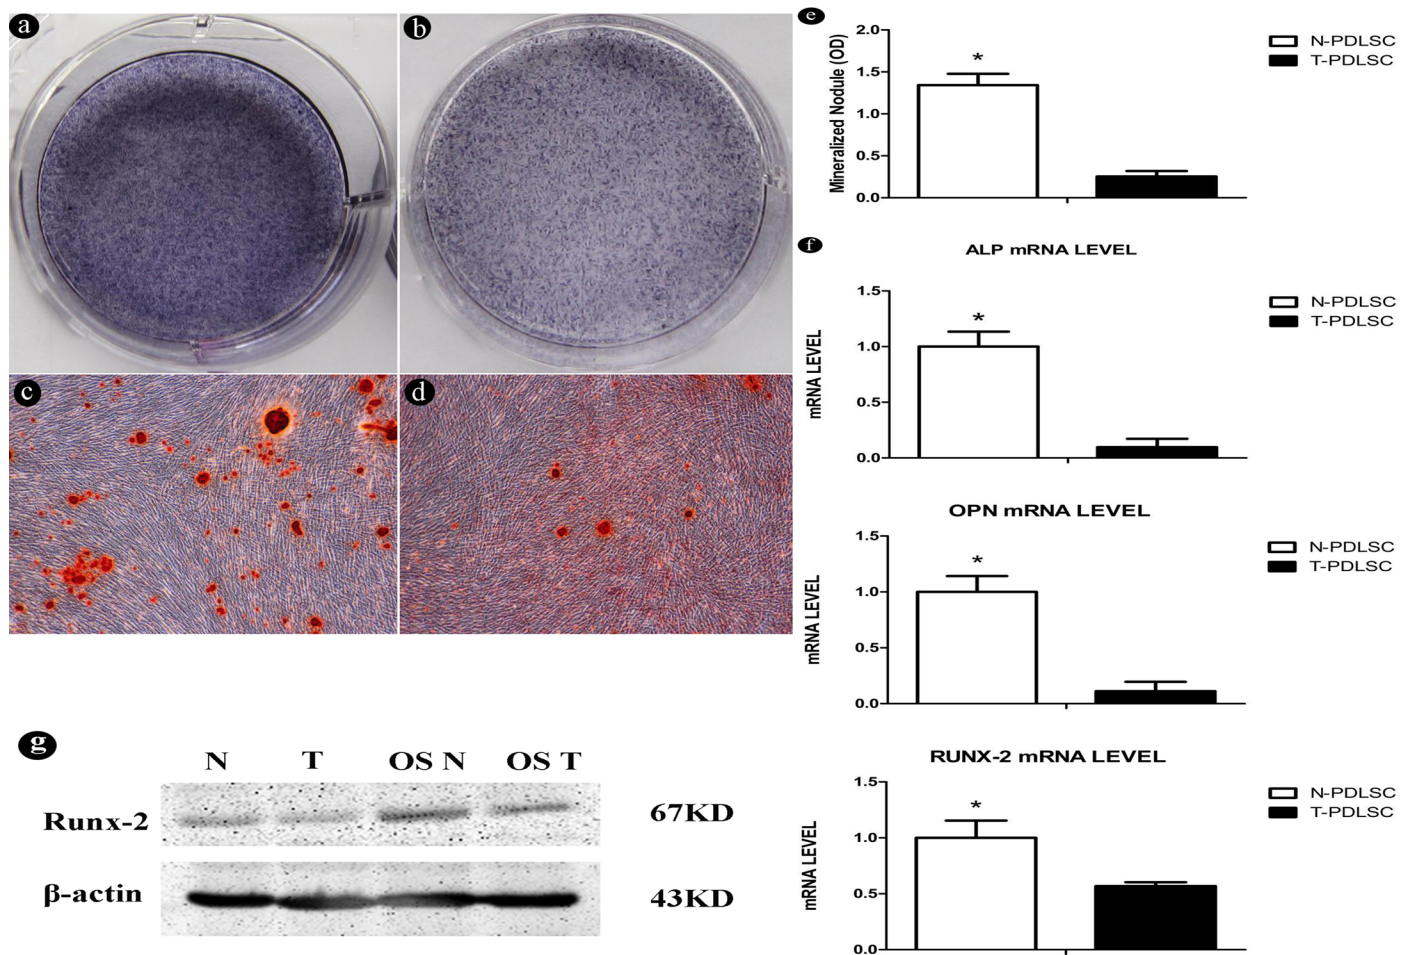 a
b
c
d
e
2.0
1.5
1.0
0.5
0.0
Mineralized Nodule (OD)
*
N-PDLSC
T-PDLSC
f
ALP mRNA LEVEL
1.5
1.0
0.5
0.0
mRNA LEVEL
*
N-PDLSC
T-PDLSC
OPN mRNA LEVEL
1.5
1.0
0.5
0.0
mRNA LEVEL
*
N-PDLSC
T-PDLSC
RUNX-2 mRNA LEVEL
1.5
1.0
0.5
0.0
mRNA LEVEL
*
N-PDLSC
T-PDLSC
g
N T OS N OS T
Runx-2 67KD
β-actin 43KD